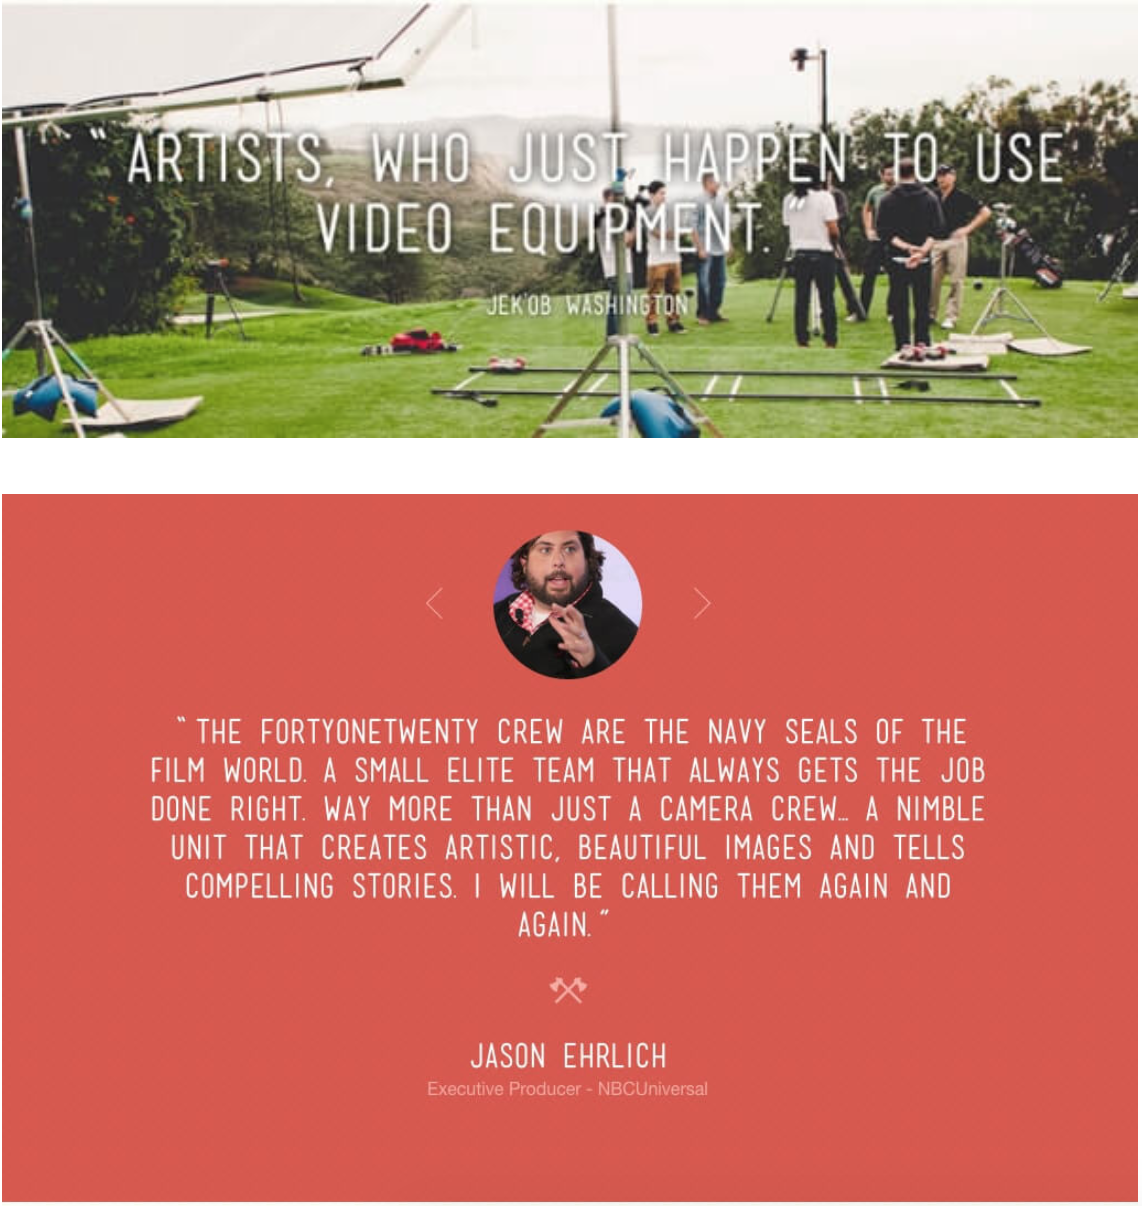 “ ARTISTS, WHO JUST HAPPEN TO USE
VIDEO EQUIPMENT. ”
JEK'OB WASHINGTON
“ THE FORTYONETWENTY CREW ARE THE NAVY SEALS OF THE
FILM WORLD. A SMALL ELITE TEAM THAT ALWAYS GETS THE JOB
DONE RIGHT. WAY MORE THAN JUST A CAMERA CREW… A NIMBLE
UNIT THAT CREATES ARTISTIC, BEAUTIFUL IMAGES AND TELLS
COMPELLING STORIES. I WILL BE CALLING THEM AGAIN AND
AGAIN. ”
JASON EHRLICH
Executive Producer - NBCUniversal